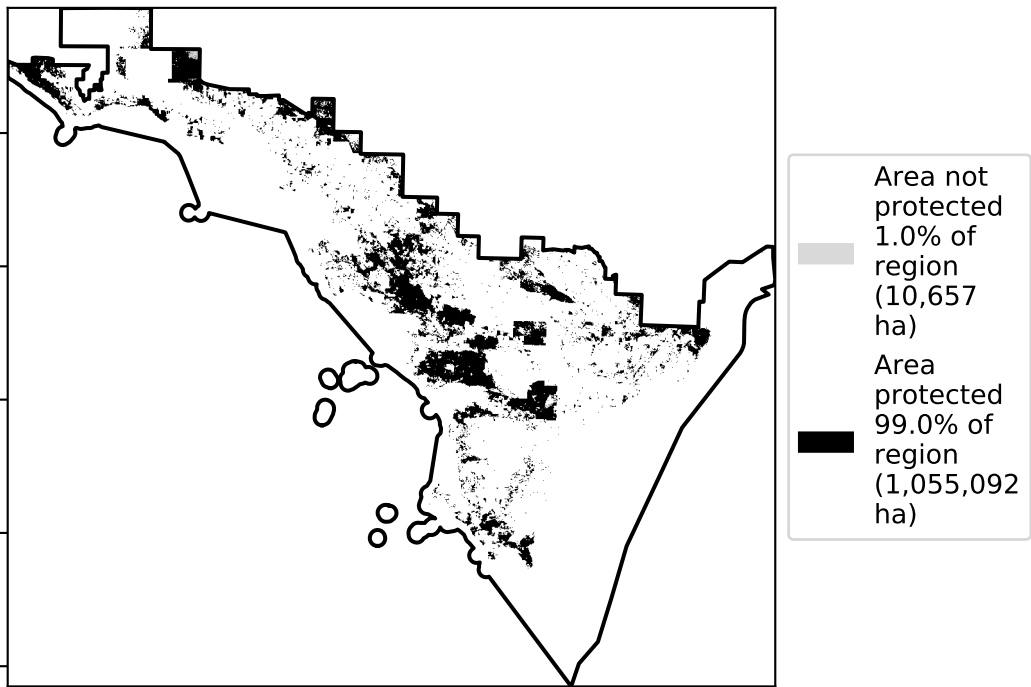 Area not
protected
1.0% of
region
(10,657
ha)
Area
protected
99.0% of
region
(1,055,092
ha)